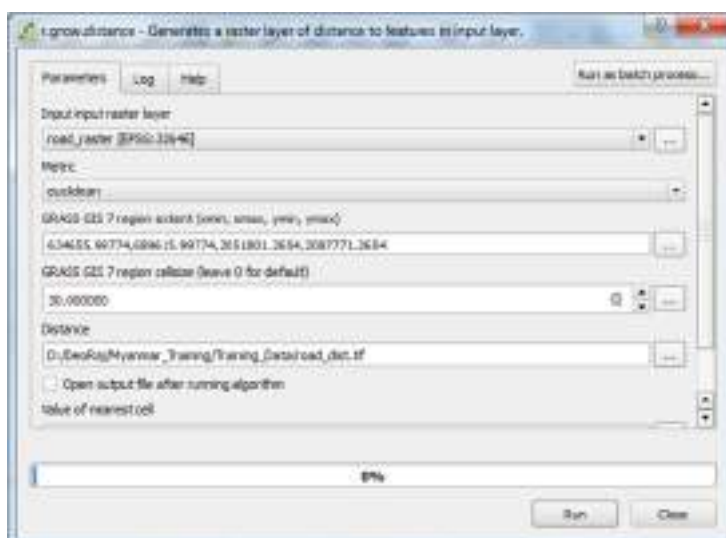 r.grow.distance - Generates a raster layer of distance to features in input layer.
Parameters Log Help Run as batch process...
Input input raster layer
road_raster [EPSG:32646]
Metric
euclidean
GRASS GIS 7 region extent (xmin, xmax, ymin, ymax)
GRASS GIS 7 region cellsize (leave 0 for default)
30.000000
Distance
D:/DeoRaj/Myanmar_Training/Training_Data/road_dist.tif
Open output file after running algorithm
Value of nearest cell
0%
Run Close